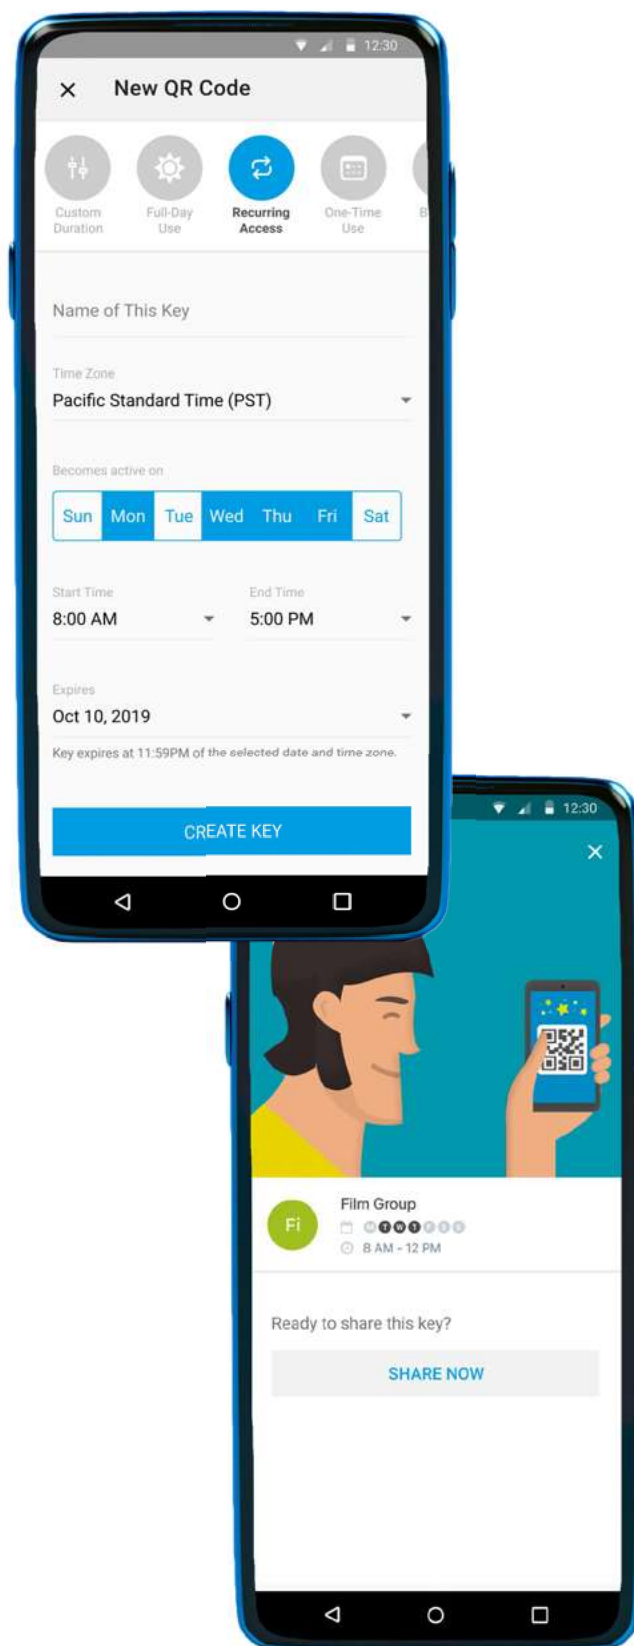 12:30
New QR Code
Custom Duration
Full-Day Use
Recurring Access
One-Time Use
B
Name of This Key
Time Zone
Pacific Standard Time (PST)
Becomes active on
Sun Mon Tue Wed Thu Fri Sat
Start Time End Time
8:00 AM 5:00 PM
Expires
Oct 10, 2019
Key expires at 11:59PM of the selected date and time zone.
CREATE KEY
12:30
Fi
Film Group
M T W T F S S
8 AM - 12 PM
Ready to share this key?
SHARE NOW